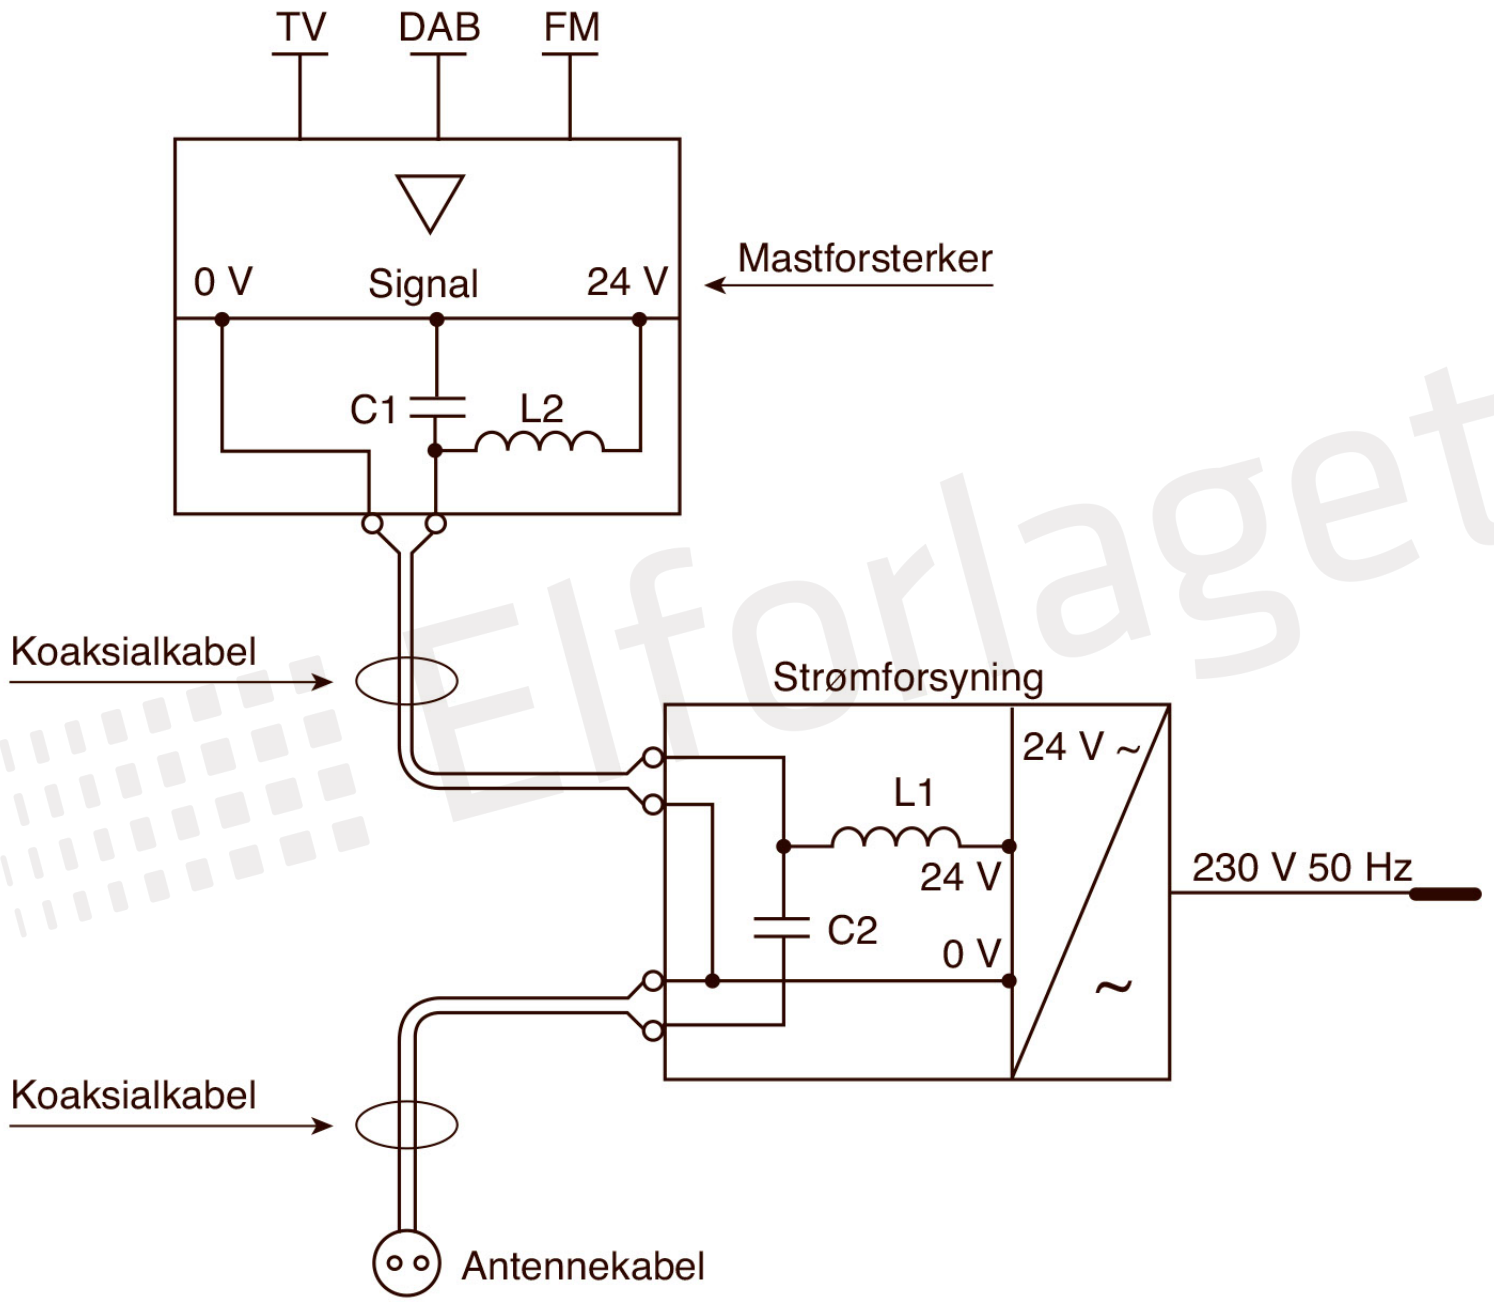 TV DAB FM
Mastforsterker
0 V Signal 24 V
C1 L2
Koaksialkabel
Strømforsyning
24 V ~
L1
24 V
230 V 50 Hz
C2
0 V
~
Koaksialkabel
Antennekabel
Elforlaget